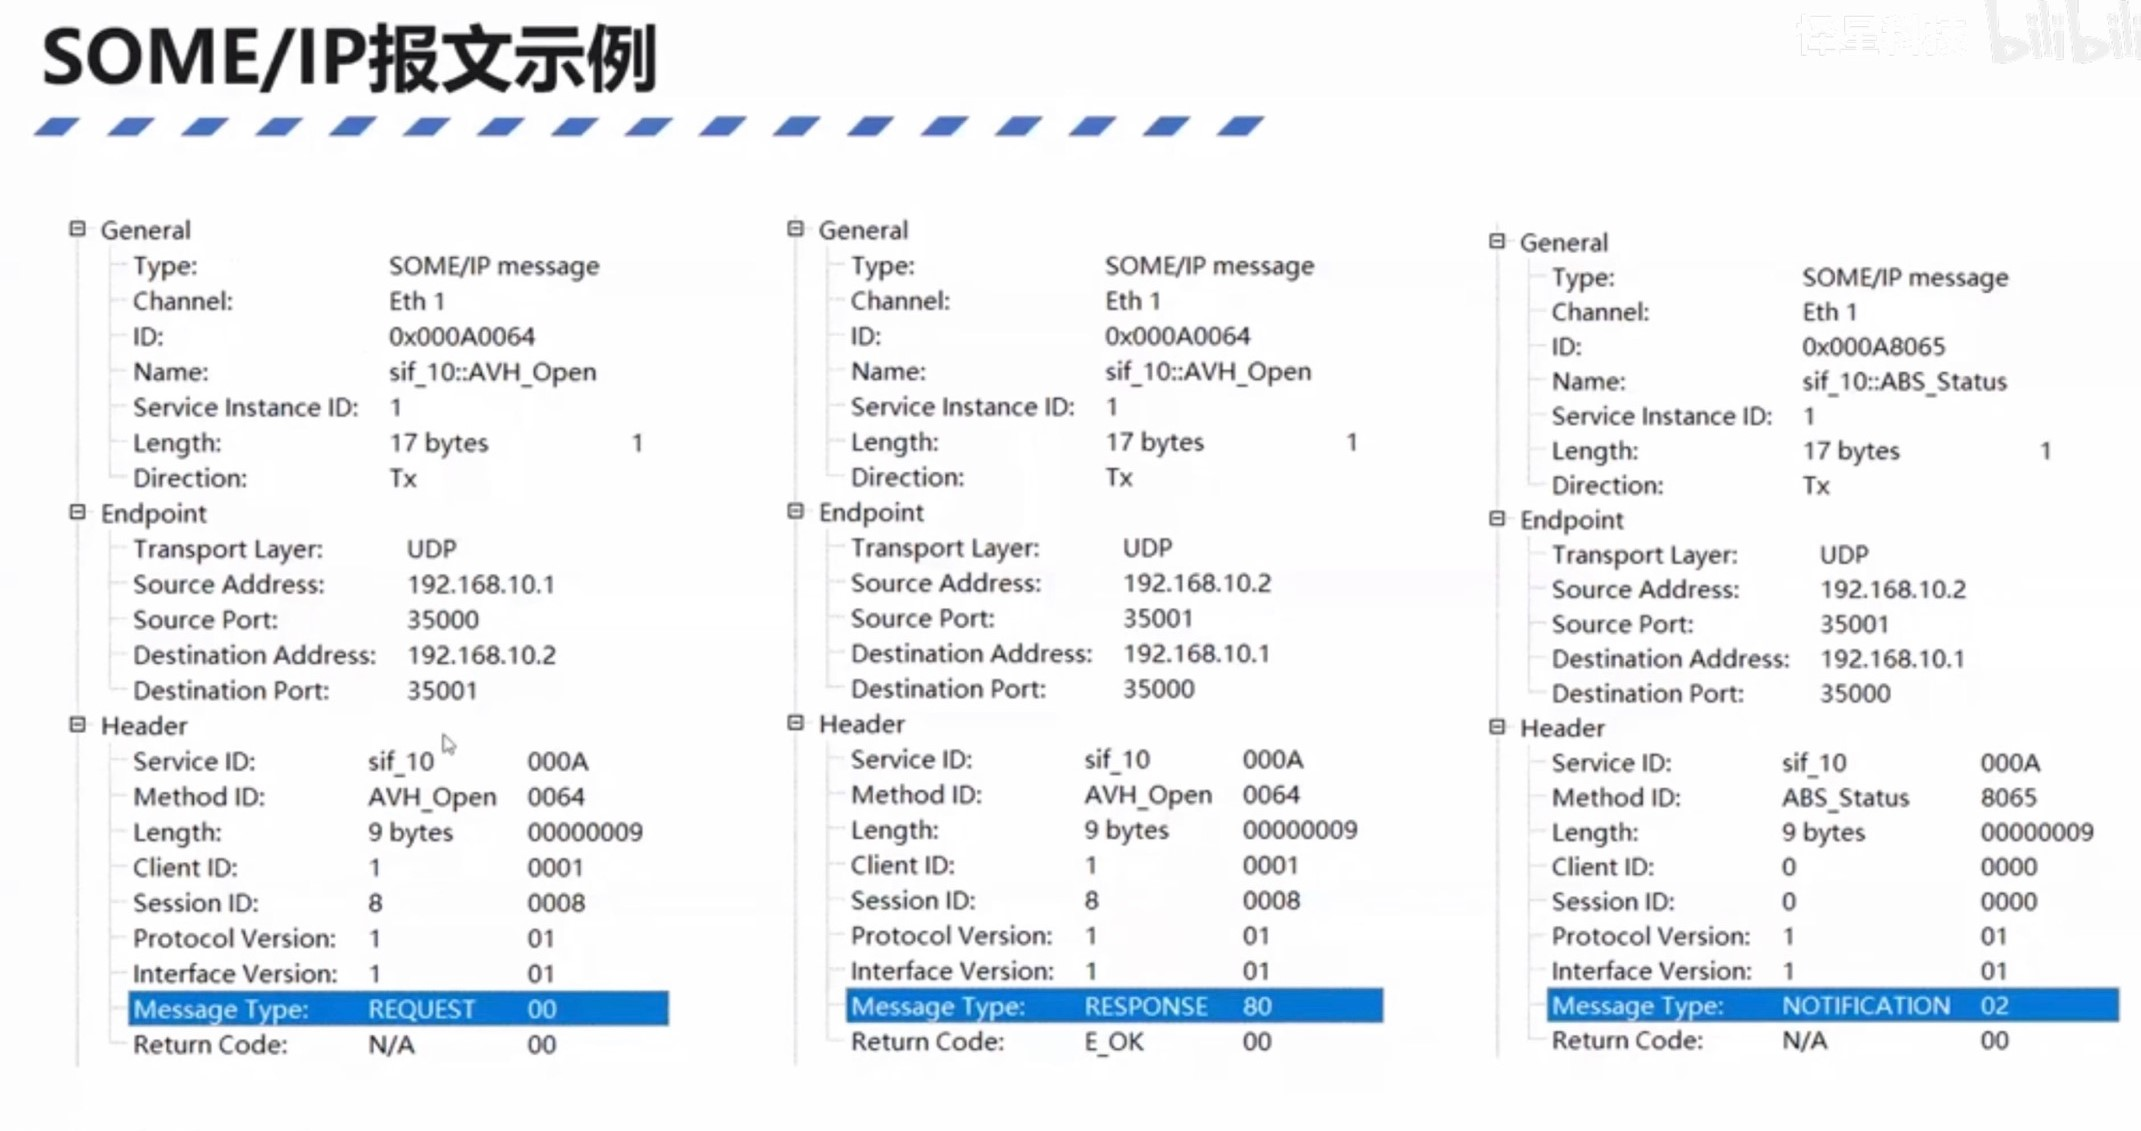 SOME/IP报文示例
bilibili
General
Type: SOME/IP message
Channel: Eth 1
ID: 0x000A0064
Name: sif_10::AVH_Open
Service Instance ID: 1
Length: 17 bytes 1
Direction: Tx
Endpoint
Transport Layer: UDP
Source Address: 192.168.10.1
Source Port: 35000
Destination Address: 192.168.10.2
Destination Port: 35001
Header
Service ID: sif_10 000A
Method ID: AVH_Open 0064
Length: 9 bytes 00000009
Client ID: 1 0001
Session ID: 8 0008
Protocol Version: 1 01
Interface Version: 1 01
Message Type: REQUEST 00
Return Code: N/A 00
General
Type: SOME/IP message
Channel: Eth 1
ID: 0x000A0064
Name: sif_10::AVH_Open
Service Instance ID: 1
Length: 17 bytes 1
Direction: Tx
Endpoint
Transport Layer: UDP
Source Address: 192.168.10.2
Source Port: 35001
Destination Address: 192.168.10.1
Destination Port: 35000
Header
Service ID: sif_10 000A
Method ID: AVH_Open 0064
Length: 9 bytes 00000009
Client ID: 1 0001
Session ID: 8 0008
Protocol Version: 1 01
Interface Version: 1 01
Message Type: RESPONSE 80
Return Code: E_OK 00
General
Type: SOME/IP message
Channel: Eth 1
ID: 0x000A8065
Name: sif_10::ABS_Status
Service Instance ID: 1
Length: 17 bytes 1
Direction: Tx
Endpoint
Transport Layer: UDP
Source Address: 192.168.10.2
Source Port: 35001
Destination Address: 192.168.10.1
Destination Port: 35000
Header
Service ID: sif_10 000A
Method ID: ABS_Status 8065
Length: 9 bytes 00000009
Client ID: 0 0000
Session ID: 0 0000
Protocol Version: 1 01
Interface Version: 1 01
Message Type: NOTIFICATION 02
Return Code: N/A 00